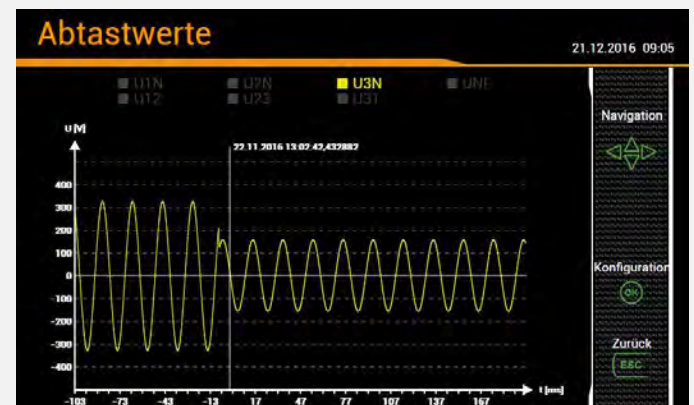 Abtastwerte
21.12.2016 09:05
U1N U2N U3N UNE
U12 U23 U31
Navigation
u[V]
22.11.2016 13:02:42,432882
400
300
200
100
0
-100
-200
-300
-400
Konfiguration
OK
Zurück
ESC
t [ms]
-103 -73 -43 -13 17 47 77 107 137 167